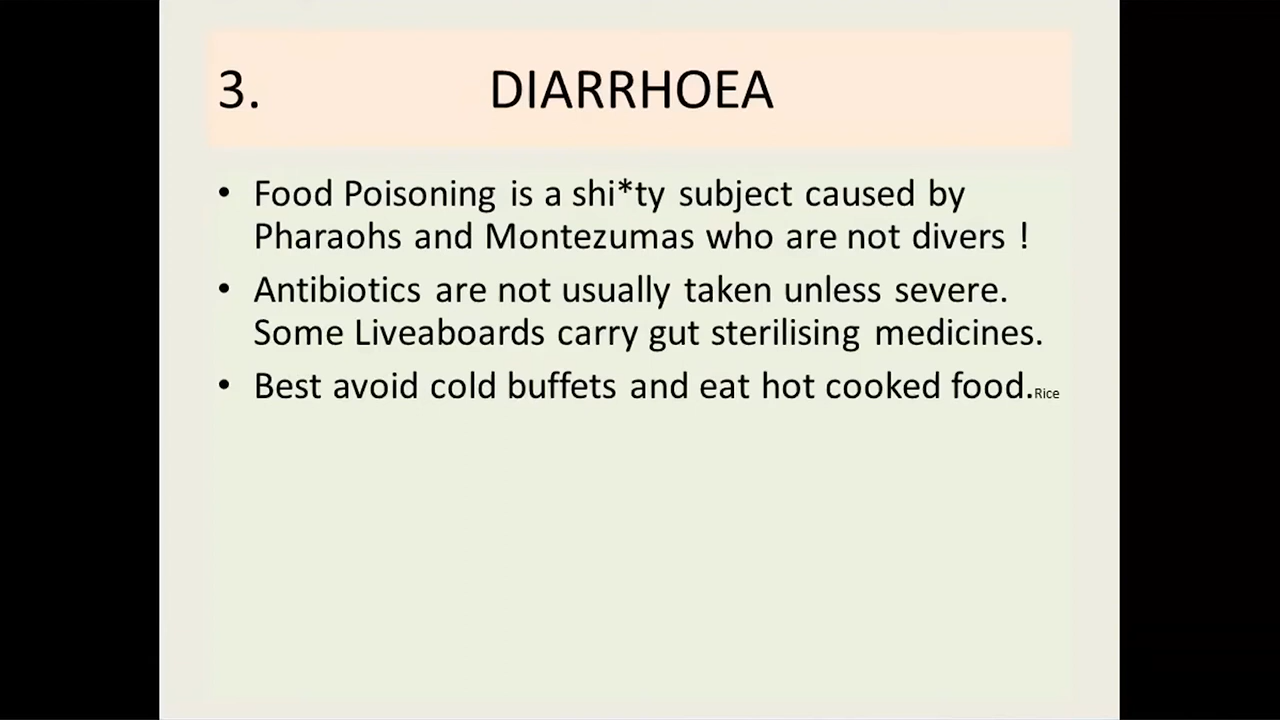 3. DIARRHOEA
• Food Poisoning is a shi*ty subject caused by
Pharaohs and Montezumas who are not divers !
• Antibiotics are not usually taken unless severe.
Some Liveaboards carry gut sterilising medicines.
• Best avoid cold buffets and eat hot cooked food.Rice